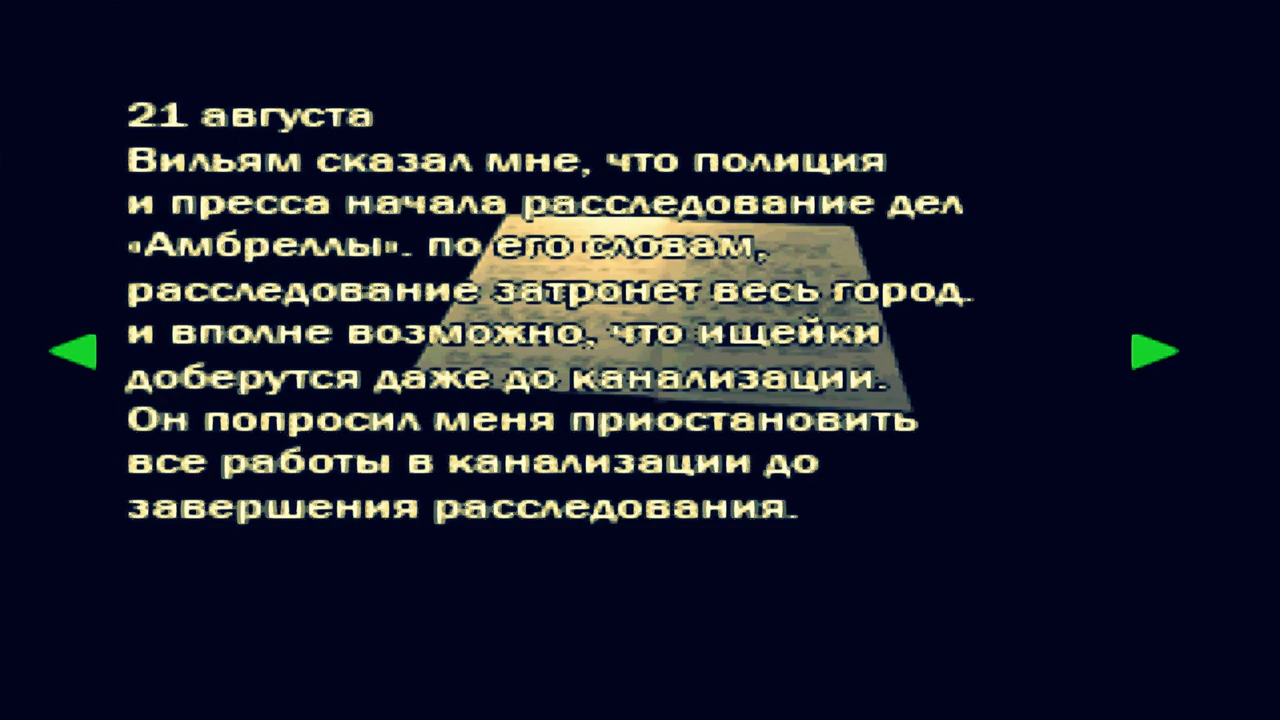 21 августа
Вильям сказал мне, что полиция
и пресса начала расследование дел
«Амбреллы». по его словам,
расследование затронет весь город.
и вполне возможно, что ищейки
доберутся даже до канализации.
Он попросил меня приостановить
все работы в канализации до
завершения расследования.